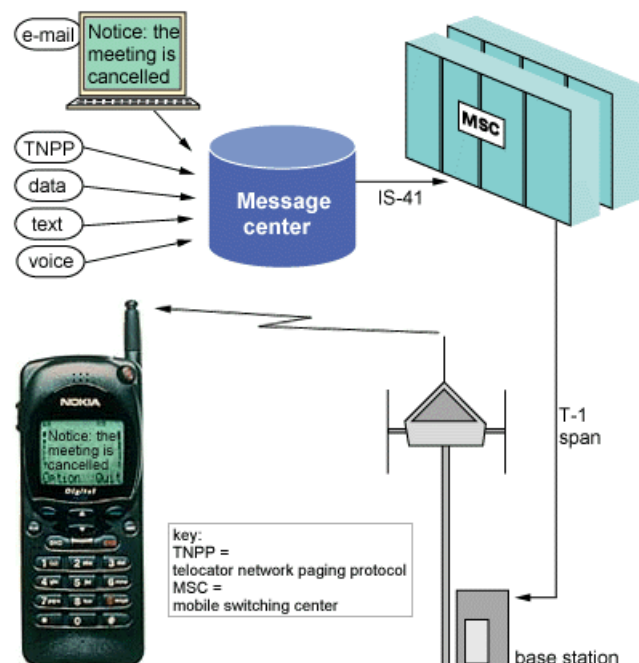 e-mail
Notice: the
meeting is
cancelled
TNPP
data
text
voice
Message
center
IS-41
MSC
T-1
span
NOKIA
Notice: the
meeting is
cancelled
Option Quit
Digital
key:
TNPP =
telocator network paging protocol
MSC =
mobile switching center
base station